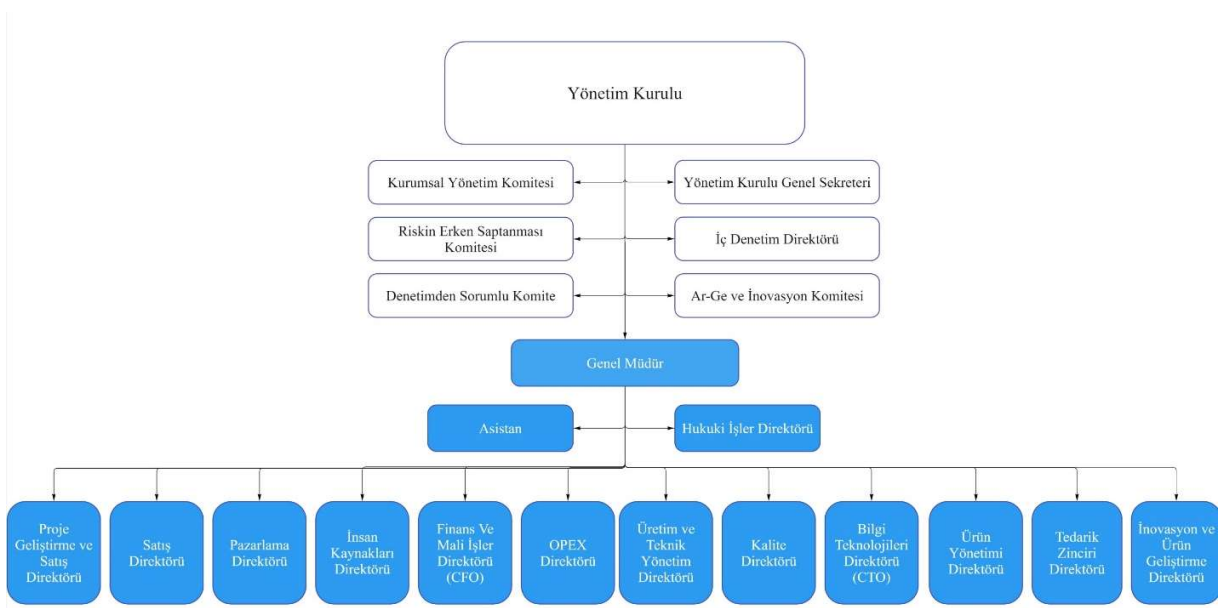 Yönetim Kurulu
Kurumsal Yönetim Komitesi
Yönetim Kurulu Genel Sekreteri
Riskin Erken Saptanması
Komitesi
İç Denetim Direktörü
Denetimden Sorumlu Komite
Ar-Ge ve İnovasyon Komitesi
Genel Müdür
Asistan
Hukuki İşler Direktörü
Proje
Geliştirme ve
Satış
Direktörü
Satış
Direktörü
Pazarlama
Direktörü
İnsan
Kaynakları
Direktörü
Finans Ve
Mali İşler
Direktörü
(CFO)
OPEX
Direktörü
Üretim ve
Teknik
Yönetim
Direktörü
Kalite
Direktörü
Bilgi
Teknolojileri
Direktörü
(CTO)
Ürün
Yönetimi
Direktörü
Tedarik
Zinciri
Direktörü
İnovasyon ve
Ürün
Geliştirme
Direktörü